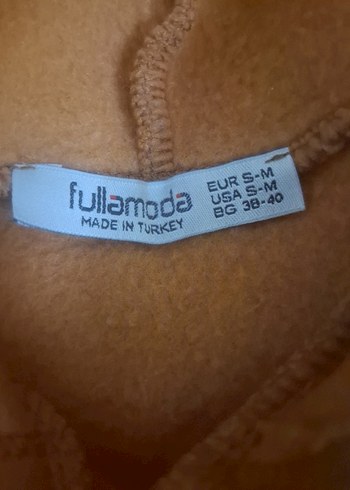 fullamoda
MADE IN TURKEY
EUR S-M
USA S-M
BG 38-40